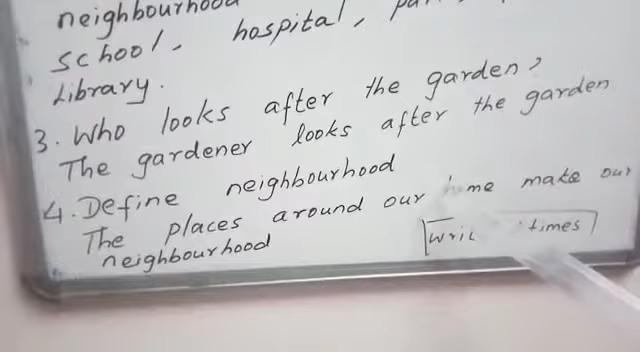 neighbourhood
school, hospital,
Library.
3. Who looks after the garden?
The gardener looks after the garden
4. Define neighbourhood
The places around our make our
neighbourhood
times